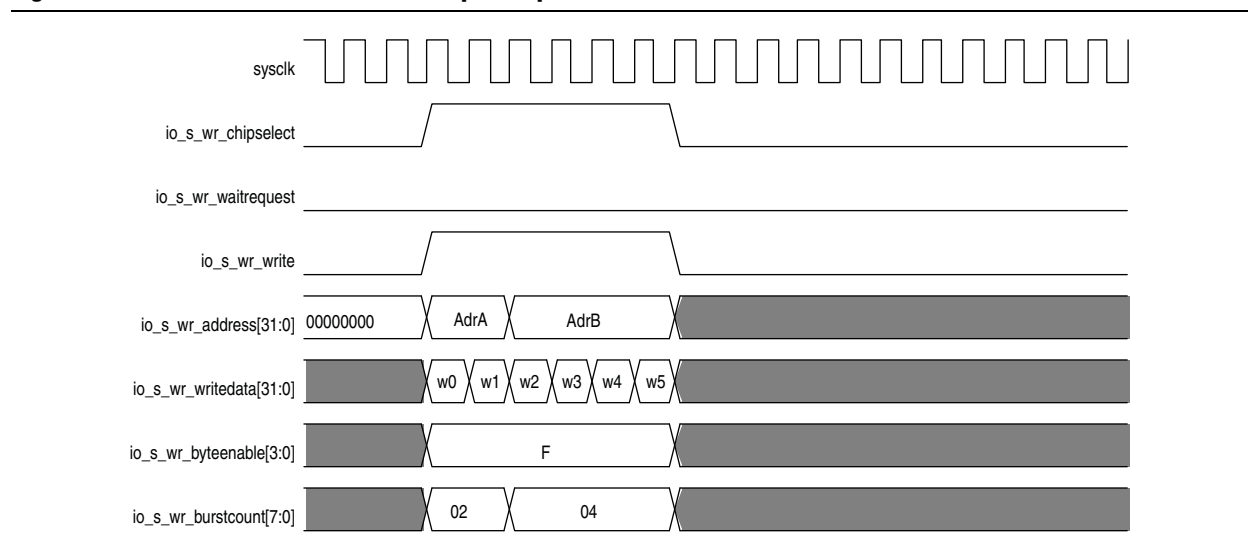 sysclk
io_s_wr_chipselect
io_s_wr_waitrequest
io_s_wr_write
io_s_wr_address[31:0] 00000000 AdrA AdrB
io_s_wr_writedata[31:0] w0 w1 w2 w3 w4 w5
io_s_wr_byteenable[3:0] F
io_s_wr_burstcount[7:0] 02 04